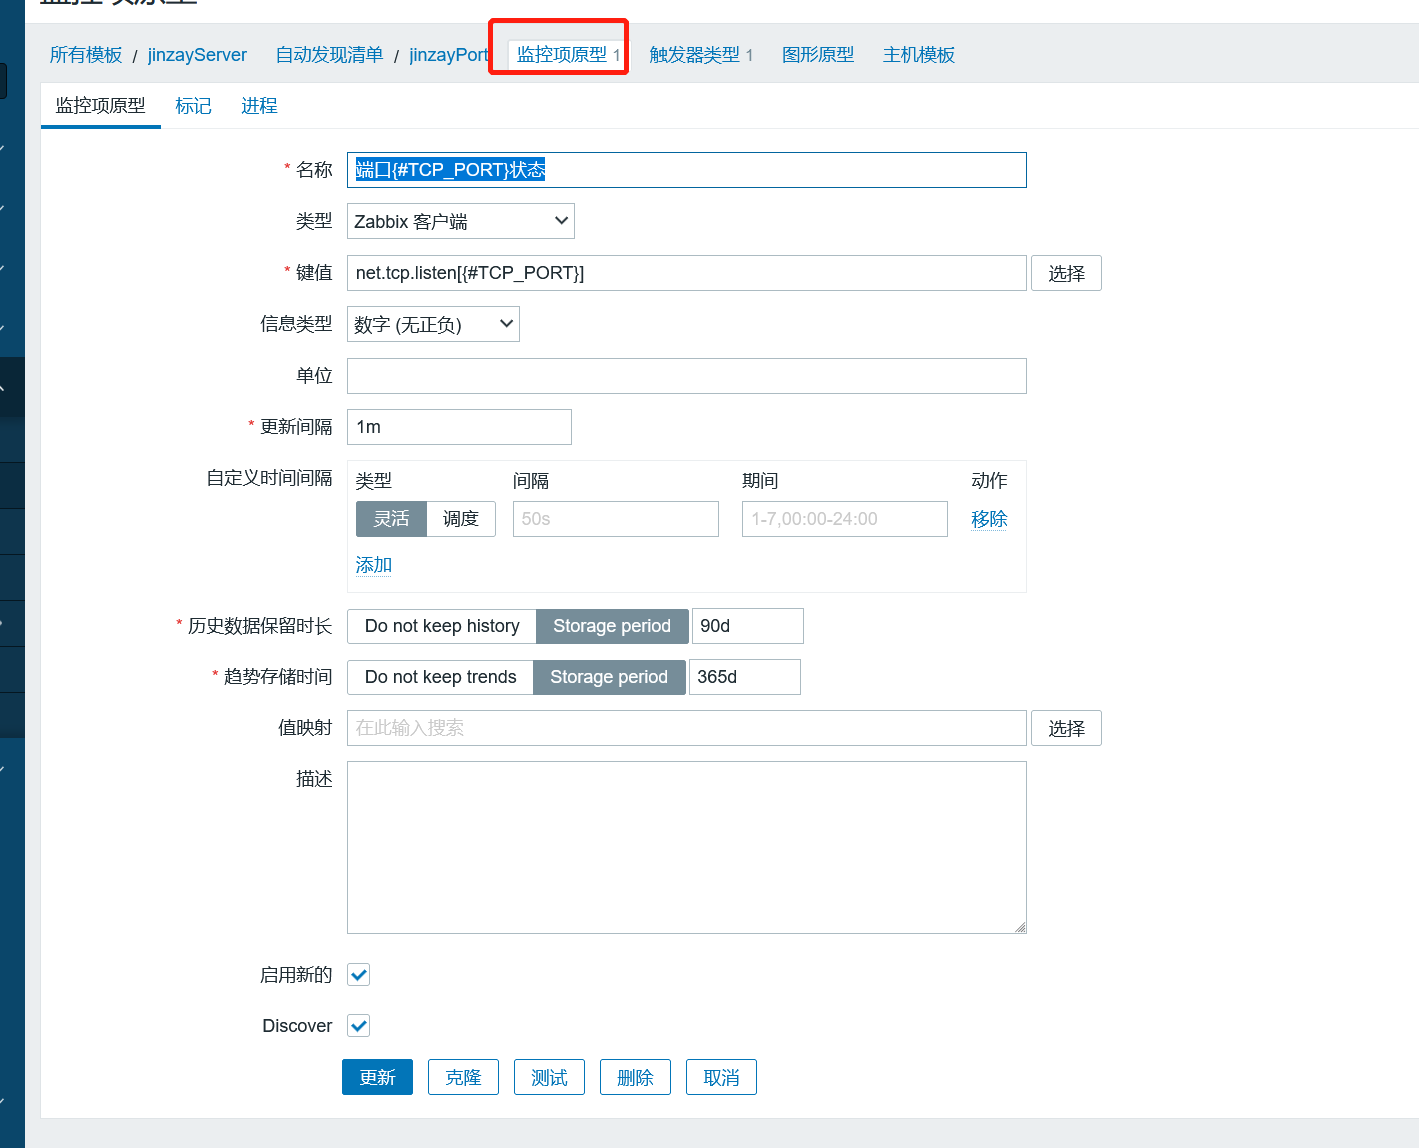 监控项原型
所有模板 / jinzayServer 自动发现清单 / jinzayPort 监控项原型 1 触发器类型 1 图形原型 主机模板
监控项原型 标记 进程
* 名称 端口{#TCP_PORT}状态
类型 Zabbix 客户端
* 键值 net.tcp.listen[{#TCP_PORT}] 选择
信息类型 数字 (无正负)
单位
* 更新间隔 1m
自定义时间间隔 类型 间隔 期间 动作
灵活 调度 50s 1-7,00:00-24:00 移除
添加
* 历史数据保留时长 Do not keep history Storage period 90d
* 趋势存储时间 Do not keep trends Storage period 365d
值映射 在此输入搜索 选择
描述
启用新的
Discover
更新 克隆 测试 删除 取消